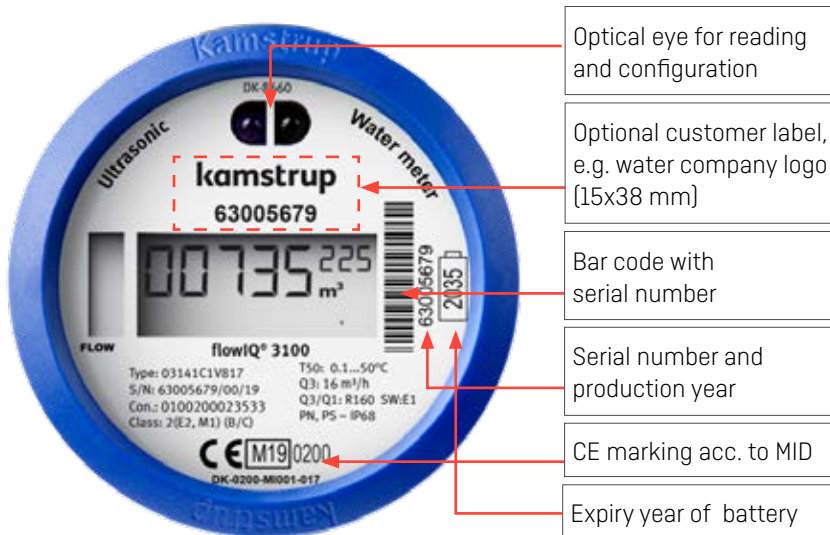 Kamstrup
DK-8660
Ultrasonic
Water meter
kamstrup
63005679
00735225
m³
63005679
2035
FLOW
flowIQ® 3100
Type: 03141C1V817
S/N: 63005679/00/19
Con.: 0100200023533
Class: 2(E2, M1) (B/C)
T50: 0.1...50°C
Q3: 16 m³/h
Q3/Q1: R160 SW:E1
PN, PS – IP68
CE M19 0200
DK-0200-MI001-017
Kamstrup
Optical eye for reading
and configuration
Optional customer label,
e.g. water company logo
(15x38 mm)
Bar code with
serial number
Serial number and
production year
CE marking acc. to MID
Expiry year of battery